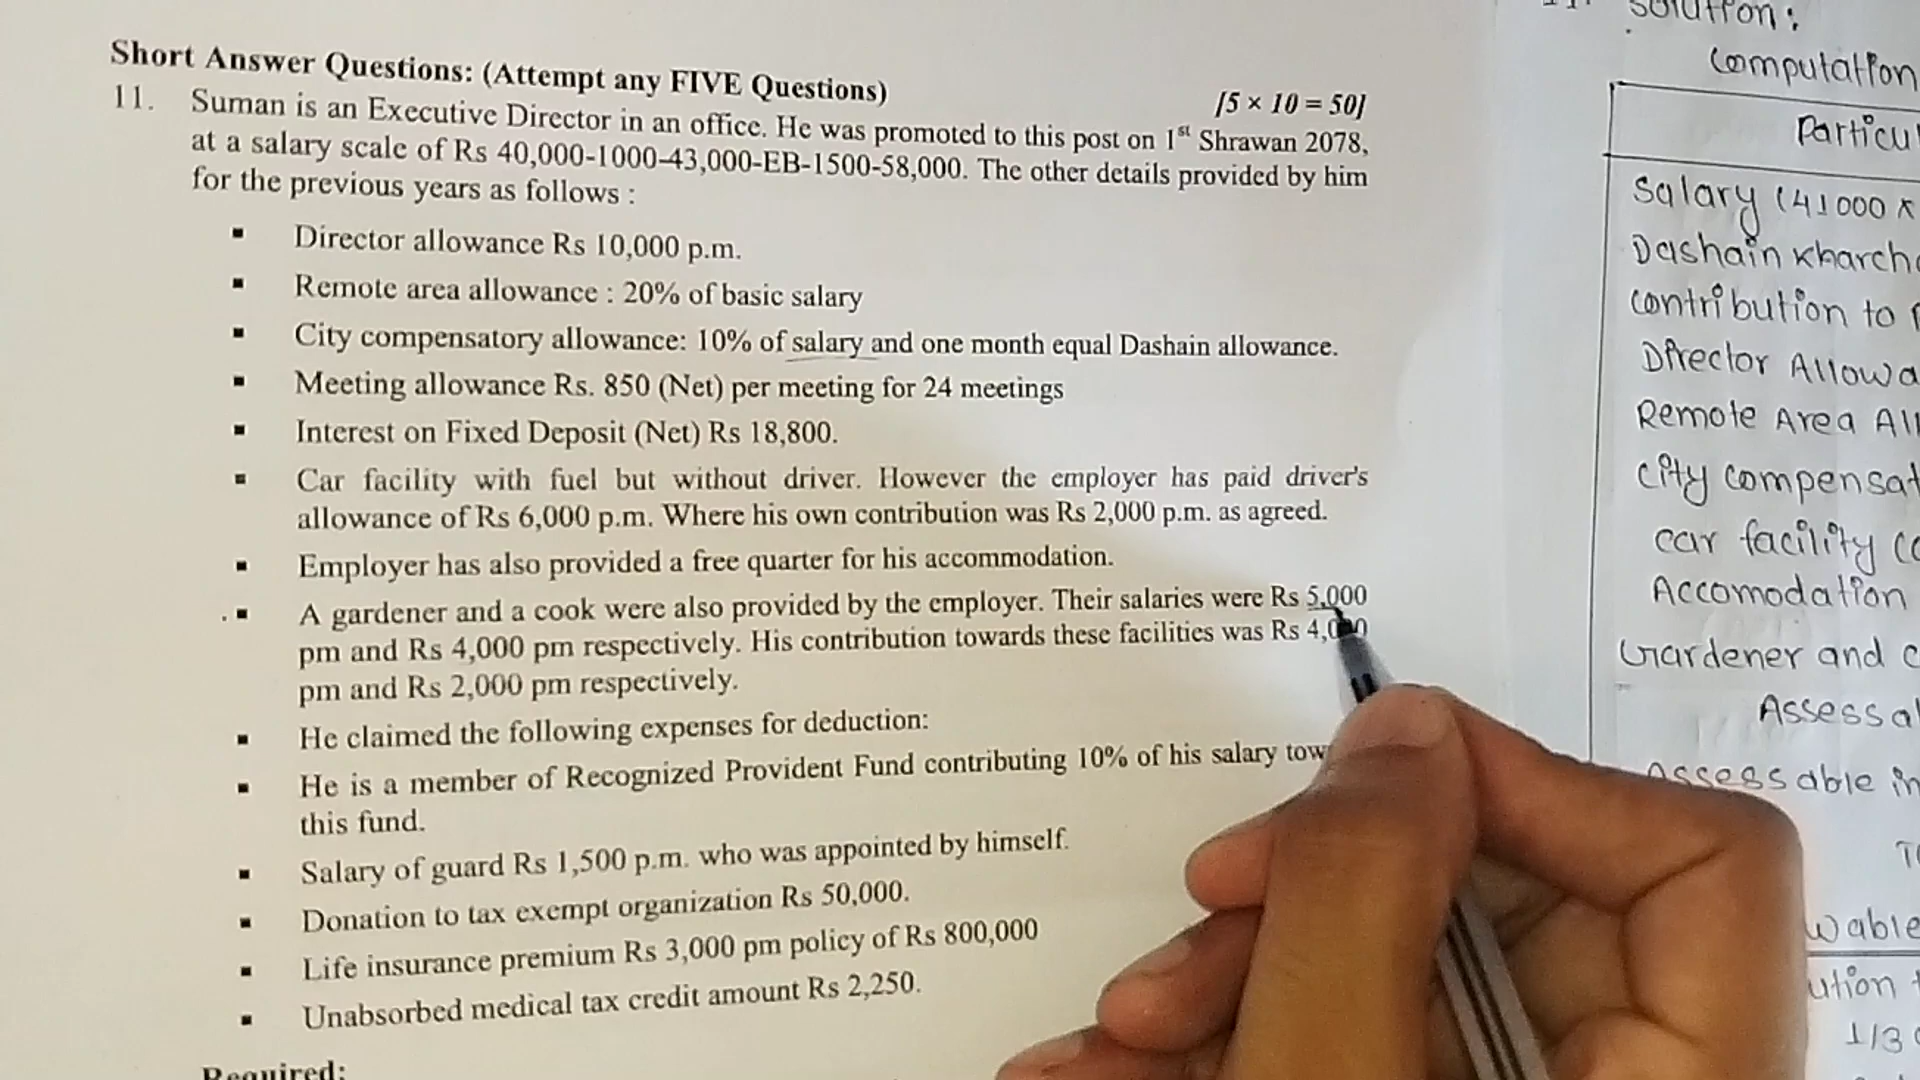 Short Answer Questions: (Attempt any FIVE Questions)
[5 × 10 = 50]
11. Suman is an Executive Director in an office. He was promoted to this post on 1st Shrawan 2078,
at a salary scale of Rs 40,000-1000-43,000-EB-1500-58,000. The other details provided by him
for the previous years as follows :
▪ Director allowance Rs 10,000 p.m.
▪ Remote area allowance : 20% of basic salary
▪ City compensatory allowance: 10% of salary and one month equal Dashain allowance.
▪ Meeting allowance Rs. 850 (Net) per meeting for 24 meetings
▪ Interest on Fixed Deposit (Net) Rs 18,800.
▪ Car facility with fuel but without driver. However the employer has paid driver's
allowance of Rs 6,000 p.m. Where his own contribution was Rs 2,000 p.m. as agreed.
▪ Employer has also provided a free quarter for his accommodation.
▪ A gardener and a cook were also provided by the employer. Their salaries were Rs 5,000
pm and Rs 4,000 pm respectively. His contribution towards these facilities was Rs 4,000
pm and Rs 2,000 pm respectively.
▪ He claimed the following expenses for deduction:
▪ He is a member of Recognized Provident Fund contributing 10% of his salary
this fund.
▪ Salary of guard Rs 1,500 p.m. who was appointed by himself.
▪ Donation to tax exempt organization Rs 50,000.
▪ Life insurance premium Rs 3,000 pm policy of Rs 800,000
▪ Unabsorbed medical tax credit amount Rs 2,250.
Required:
Solution:
Computation
Particu
Salary (41000 ×
Dashain kharch
Contribution to
Director Allowa
Remote Area All
City Compensat
car facility
Accomodation
Gardener and c
Assessa
Assessable in
wable
ution
1/3